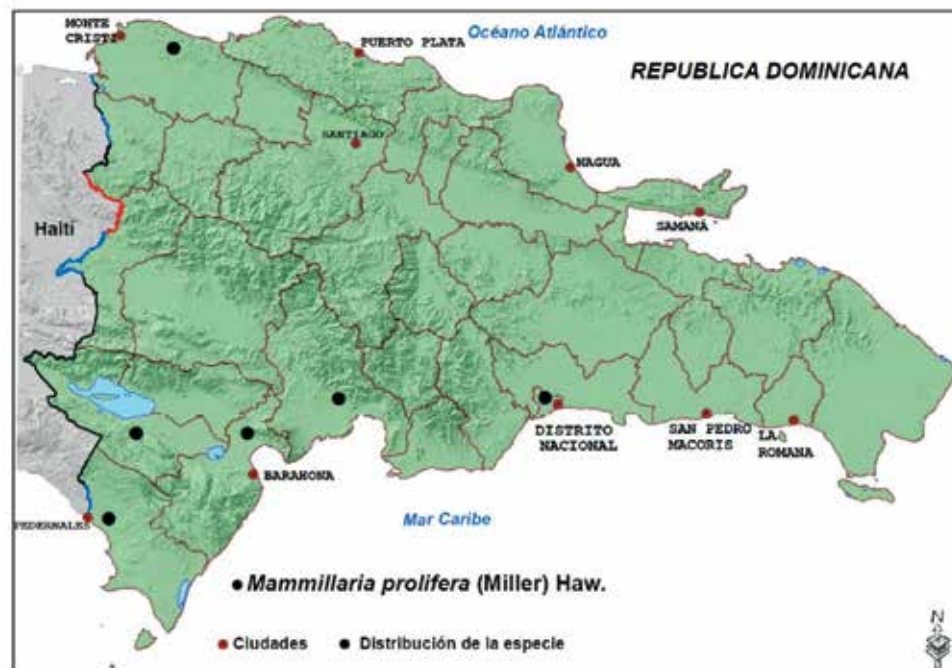 MONTE
CRISTI
PUERTO PLATA
Océano Atlántico
REPUBLICA DOMINICANA
SANTIAGO
NAGUA
Haití
SAMANÁ
DISTRITO
NACIONAL
SAN PEDRO
MACORIS
LA
ROMANA
BARAHONA
PEDERNALES
Mar Caribe
Mammillaria prolifera (Miller) Haw.
Ciudades
Distribución de la especie
N